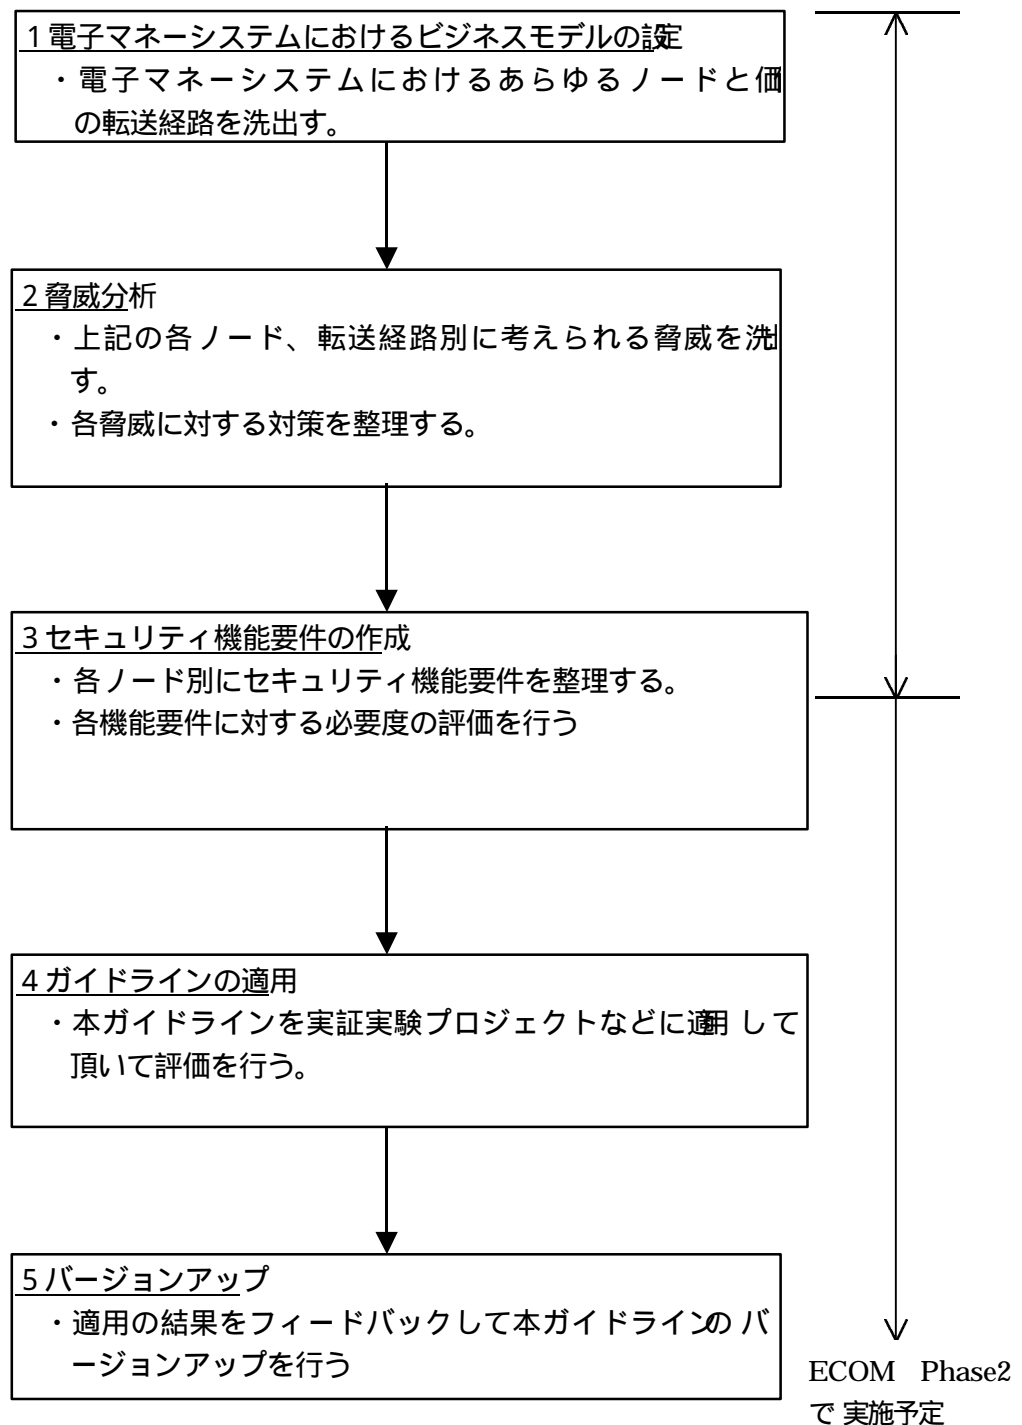 1電子マネーシステムにおけるビジネスモデルの設定
・電子マネーシステムにおけるあらゆるノードと価
の転送経路を洗出す。
2脅威分析
・上記の各ノード、転送経路別に考えられる脅威を洗出
す。
・各脅威に対する対策を整理する。
3セキュリティ機能要件の作成
・各ノード別にセキュリティ機能要件を整理する。
・各機能要件に対する必要度の評価を行う
4ガイドラインの適用
・本ガイドラインを実証実験プロジェクトなどに適用して
頂いて評価を行う。
5バージョンアップ
・適用の結果をフィードバックして本ガイドラインのバ
ージョンアップを行う
ECOM Phase2
で実施予定